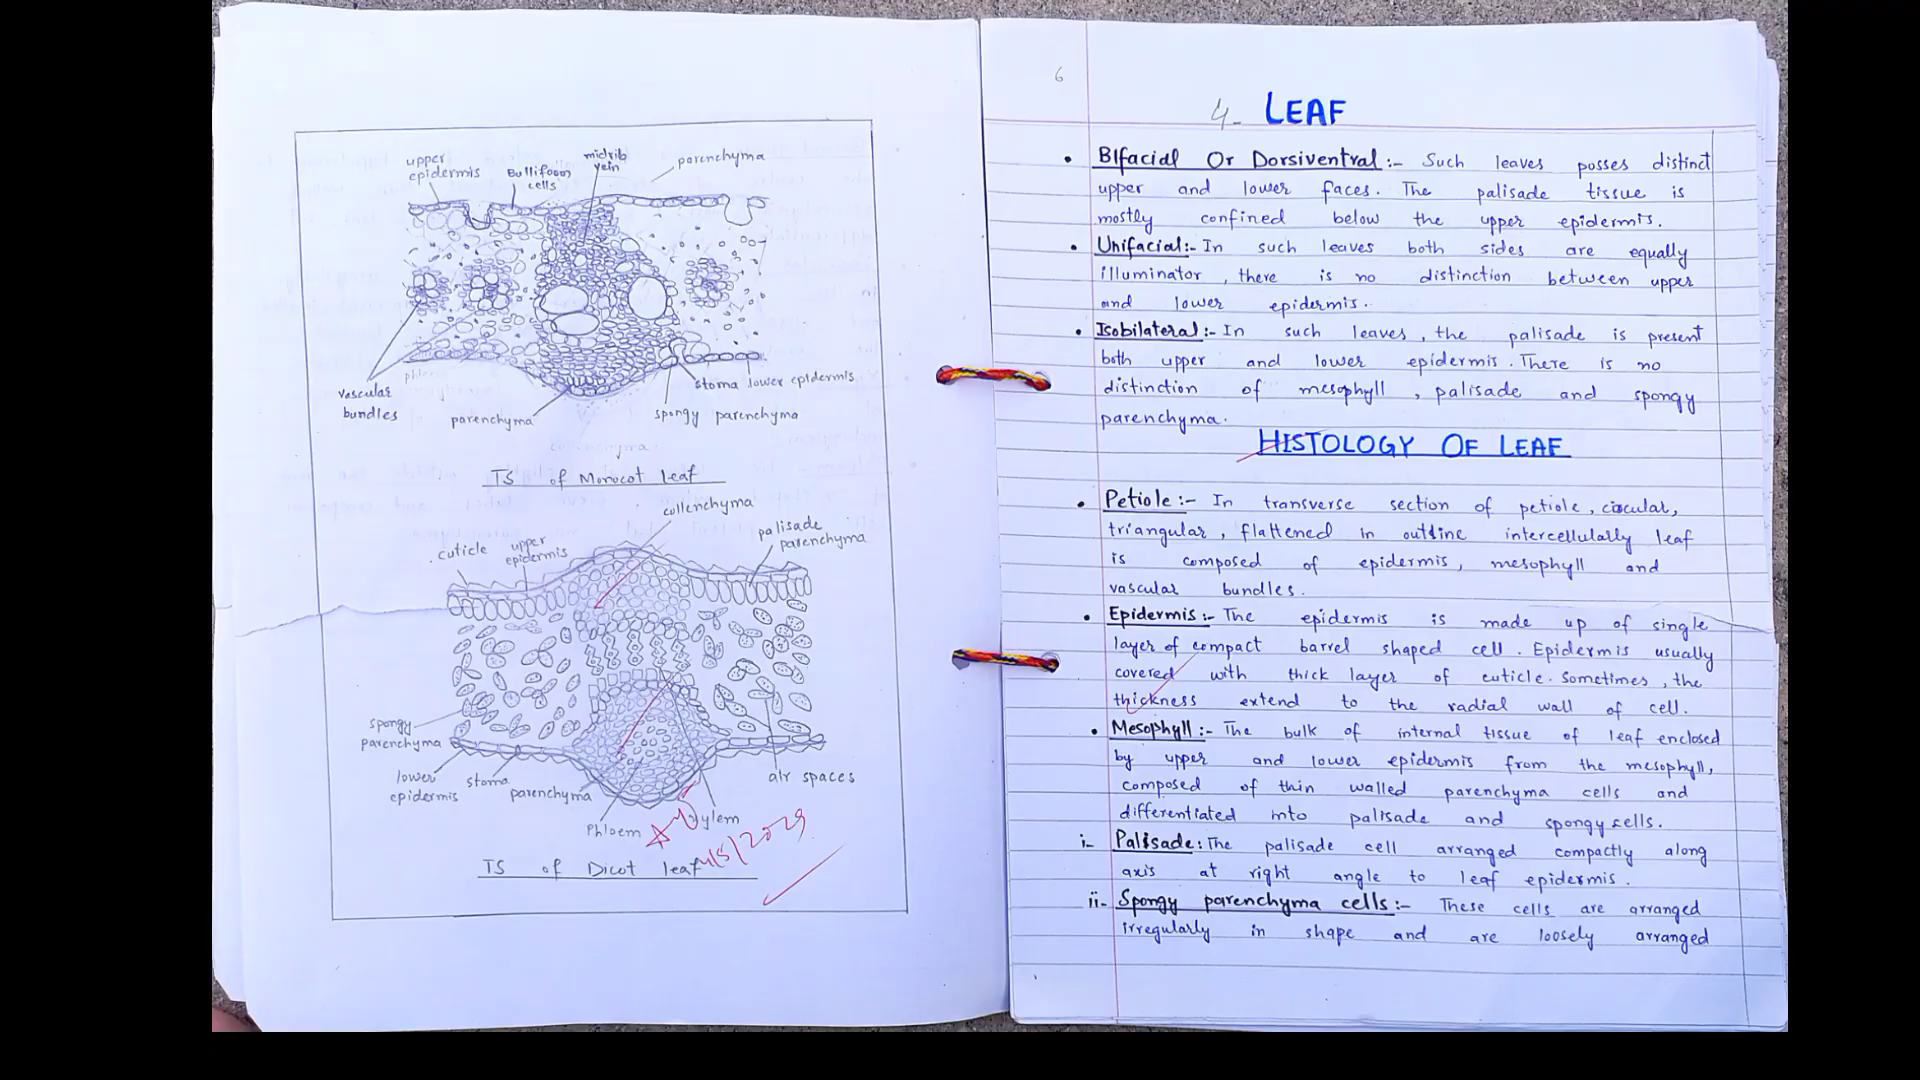 upper
epidermis
Bullifoom
cells
midrib
vein
parenchyma
vascular
bundles
parenchyma
stoma lower epidermis
spongy parenchyma
TS of Morocot leaf
collenchyma
cuticle
upper
epidermis
palisade
parenchyma
spongy
parenchyma
lower
epidermis
stoma
parenchyma
air spaces
Phloem
xylem
TS of Dicot leaf
6
4- LEAF
• Bifacial Or Dorsiventral :- Such leaves posses distinct
upper and lower faces. The palisade tissue is
mostly confined below the upper epidermis.
• Unifacial:- In such leaves both sides are equally
illuminator, there is no distinction between upper
and lower epidermis.
• Isobilateral:- In such leaves, the palisade is present
both upper and lower epidermis. There is no
distinction of mesophyll, palisade and spongy
parenchyma.
HISTOLOGY OF LEAF
• Petiole:- In transverse section of petiole, circular,
triangular, flattened in outline intercellulally leaf
is composed of epidermis, mesophyll and
vascular bundles.
• Epidermis:- The epidermis is made up of single
layer of compact barrel shaped cell. Epidermis usually
covered with thick layer of cuticle. Sometimes, the
thickness extend to the radial wall of cell.
• Mesophyll:- The bulk of internal tissue of leaf enclosed
by upper and lower epidermis from the mesophyll,
composed of thin walled parenchyma cells and
differentiated into palisade and spongy cells.
i- Palisade: The palisade cell arranged compactly along
axis at right angle to leaf epidermis.
ii- Spongy parenchyma cells:- These cells are arranged
irregularly in shape and are loosely arranged